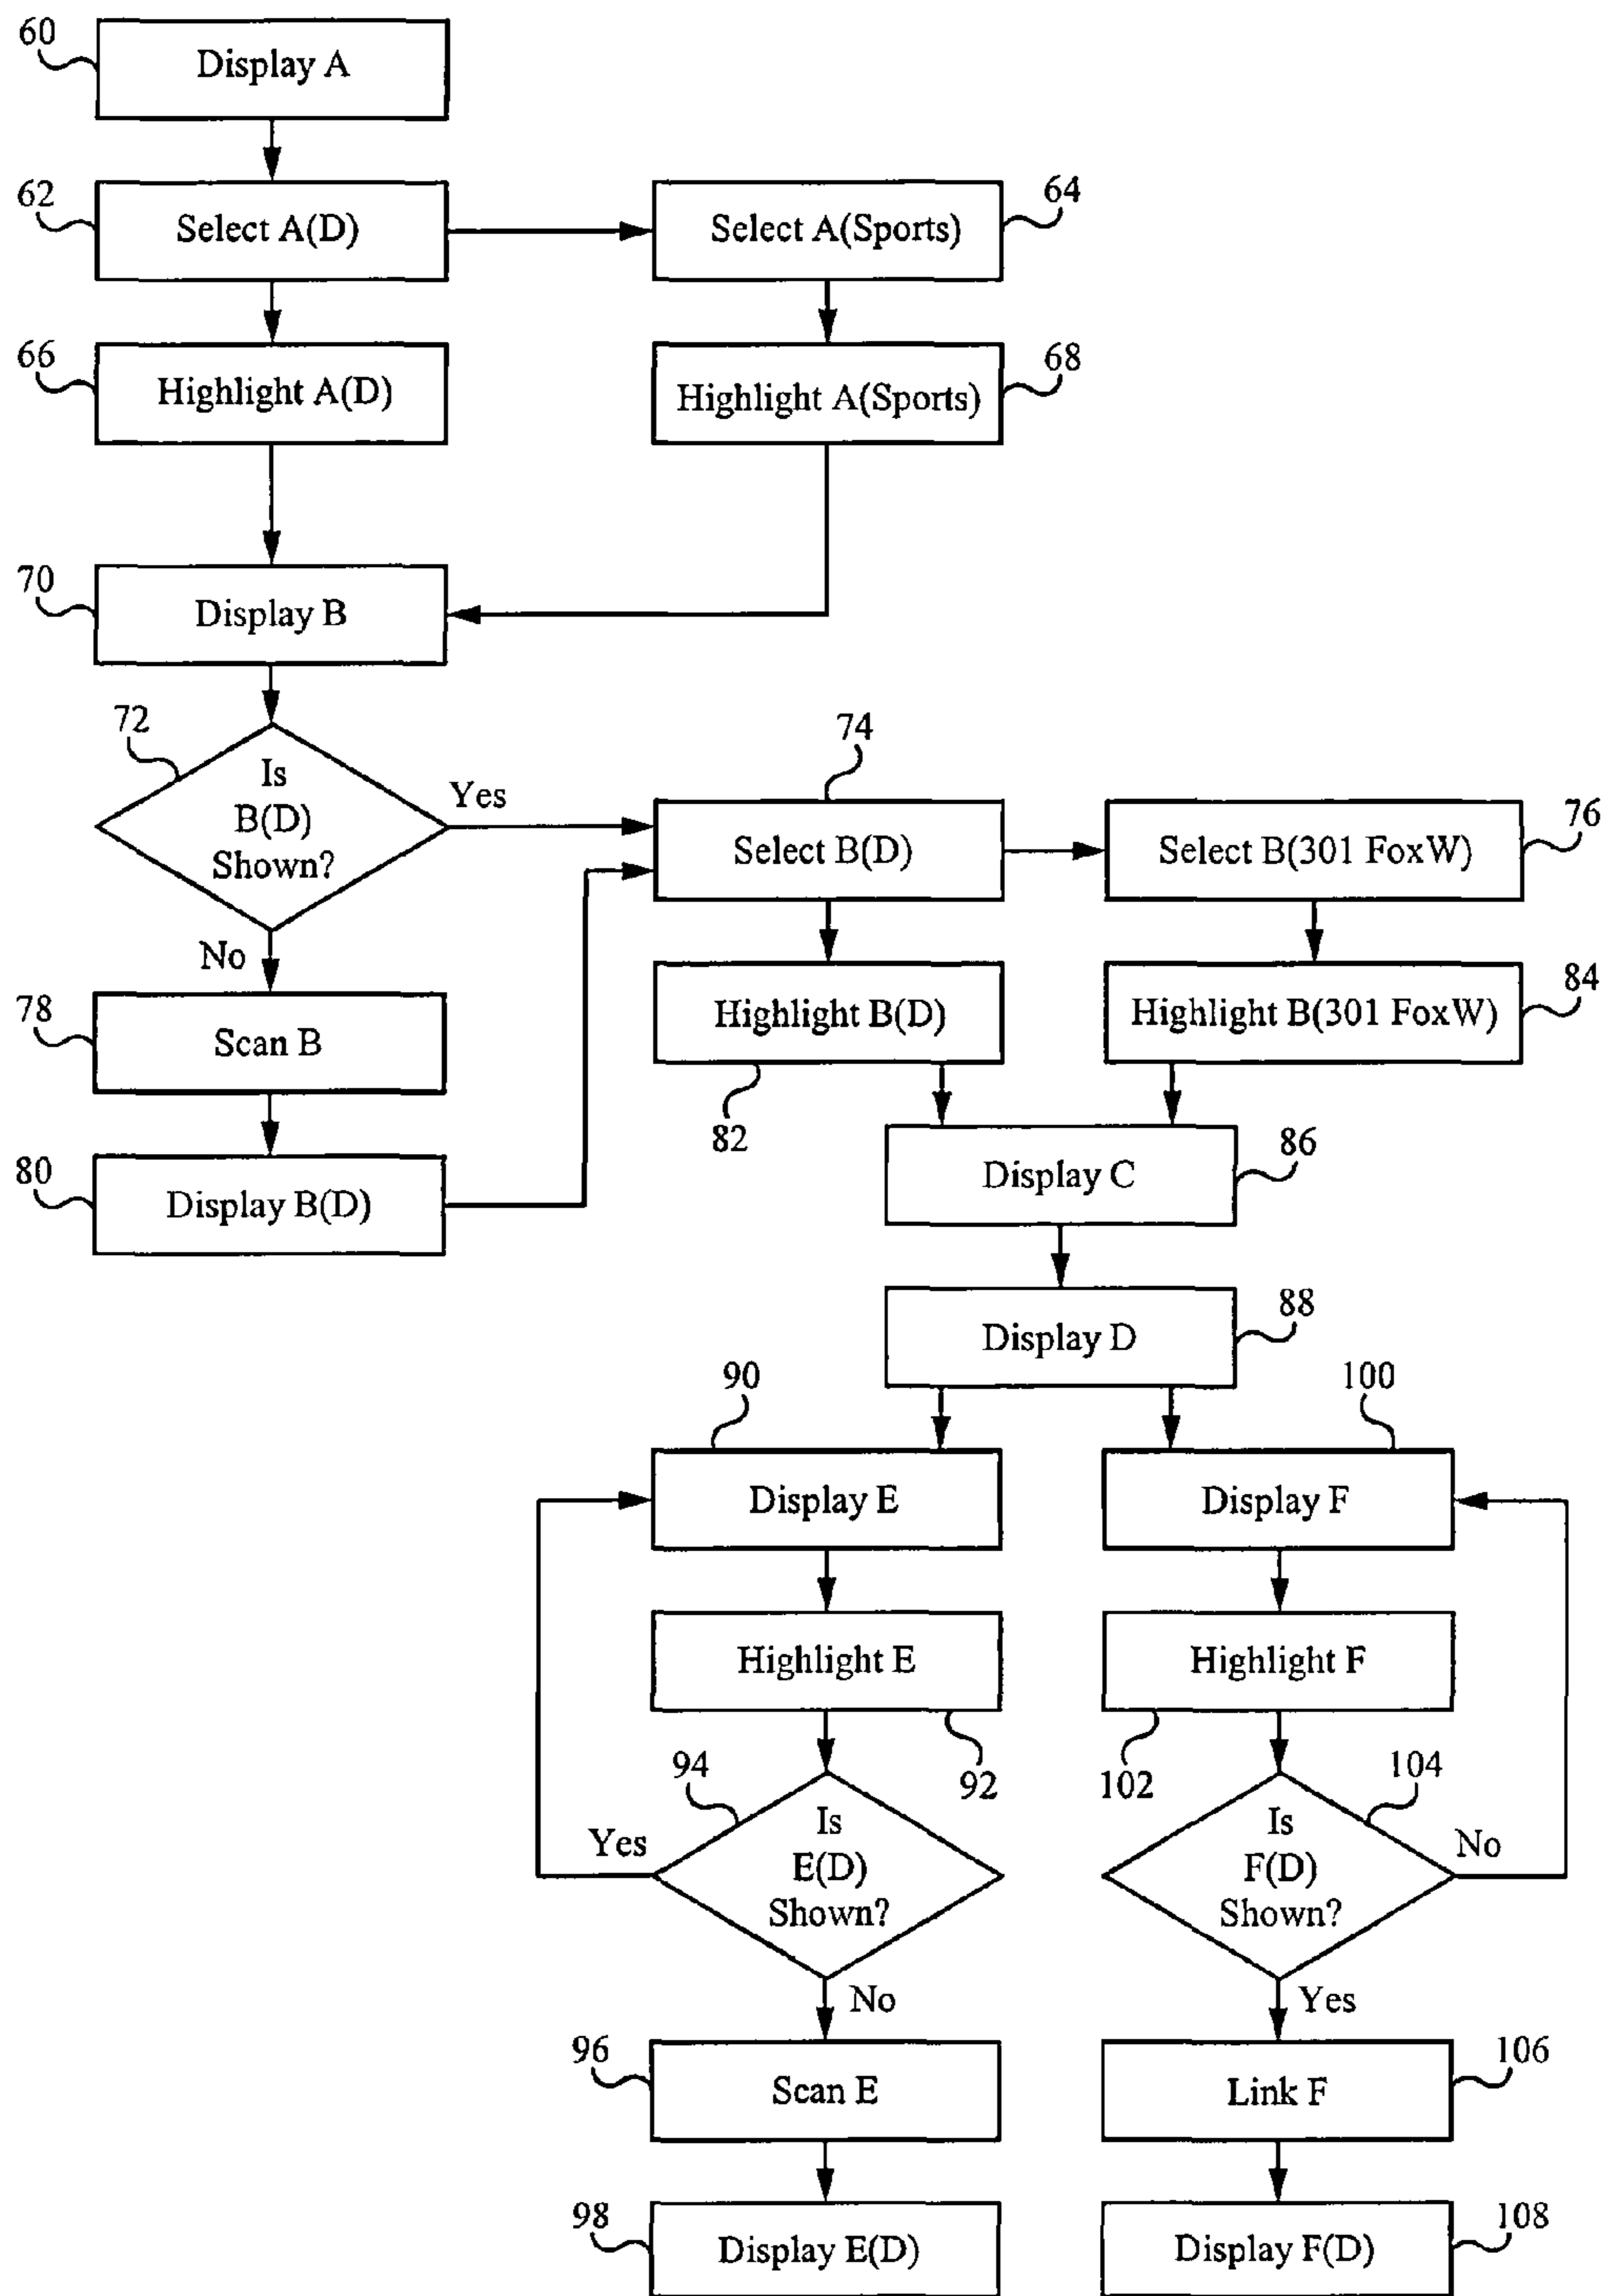 60
Display A
62
Select A(D)
Select A(Sports)
64
66
Highlight A(D)
Highlight A(Sports)
68
70
Display B
72
Is
B(D)
Shown?
Yes
No
74
Select B(D)
Select B(301 FoxW)
76
78
Scan B
Highlight B(D)
82
Highlight B(301 FoxW)
84
80
Display B(D)
Display C
86
Display D
88
90
Display E
100
Display F
Highlight E
92
Highlight F
102
94
Is
E(D)
Shown?
Yes
No
104
Is
F(D)
Shown?
No
Yes
96
Scan E
Link F
106
98
Display E(D)
Display F(D)
108